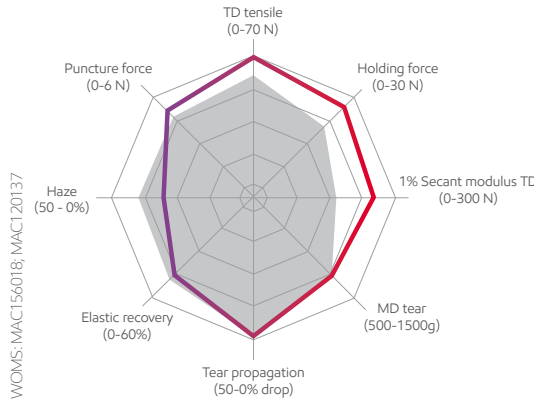 TD tensile
(0-70 N)
Puncture force
(0-6 N)
Holding force
(0-30 N)
Haze
(50 - 0%)
1% Secant modulus TD
(0-300 N)
Elastic recovery
(0-60%)
MD tear
(500-1500g)
Tear propagation
(50-0% drop)
WOMS: MAC156018; MAC120137